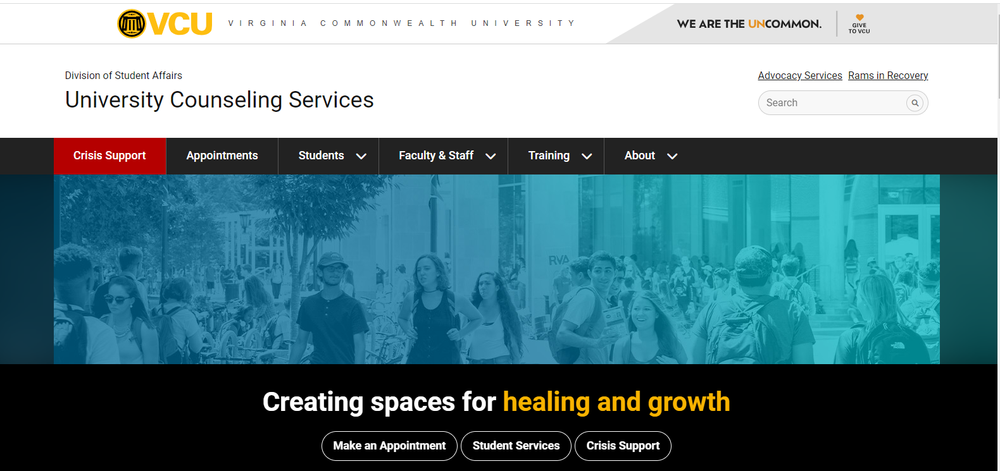 VCU
VIRGINIA COMMONWEALTH UNIVERSITY
WE ARE THE UNCOMMON.
GIVE
TO VCU
Division of Student Affairs
University Counseling Services
Advocacy Services Rams in Recovery
Search
Crisis Support Appointments Students Faculty & Staff Training About
RVA
Creating spaces for healing and growth
Make an Appointment Student Services Crisis Support